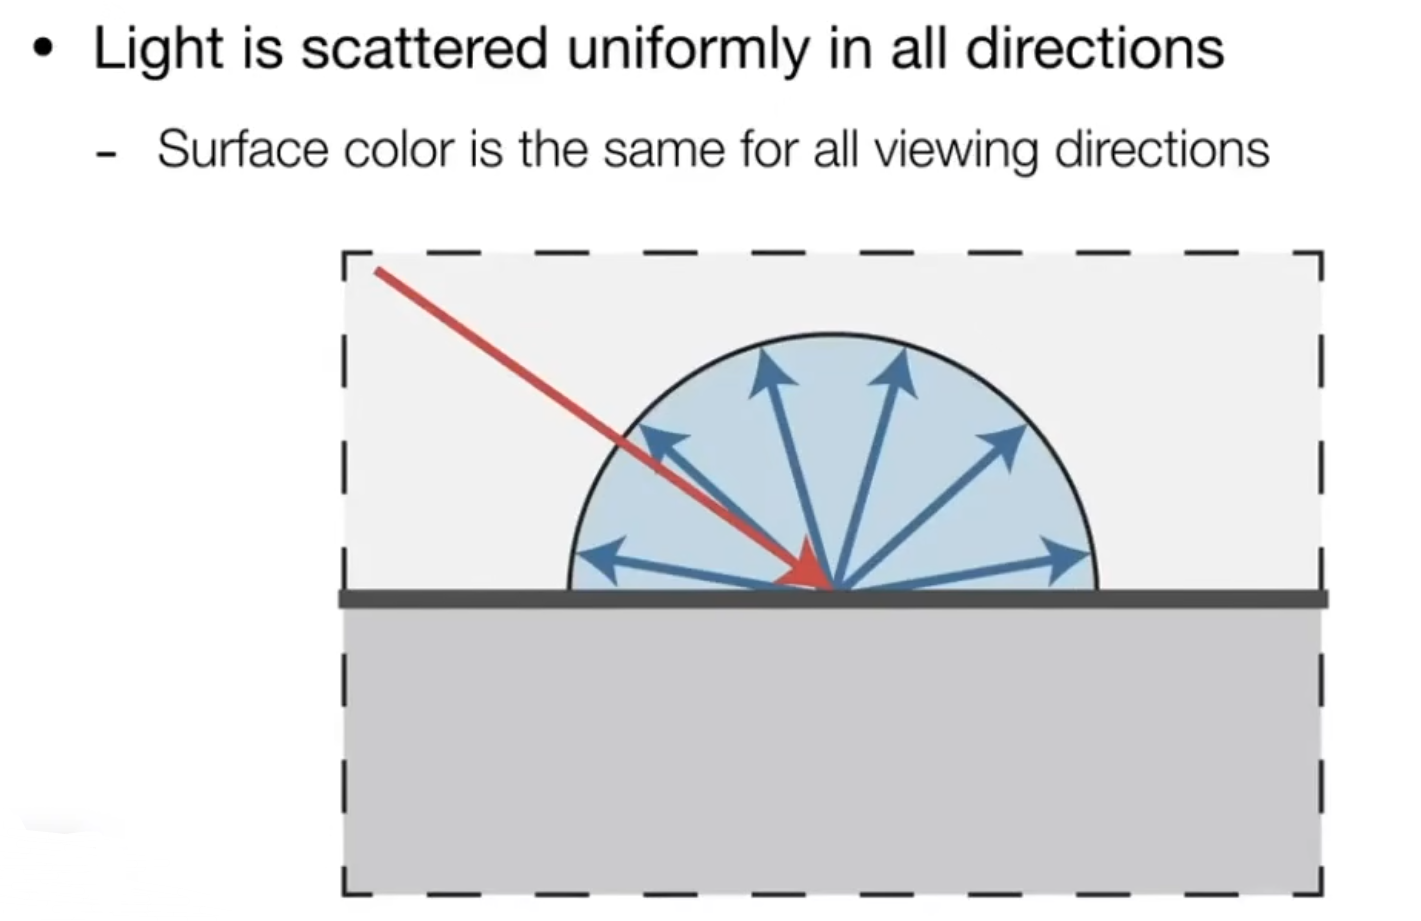 • Light is scattered uniformly in all directions
- Surface color is the same for all viewing directions